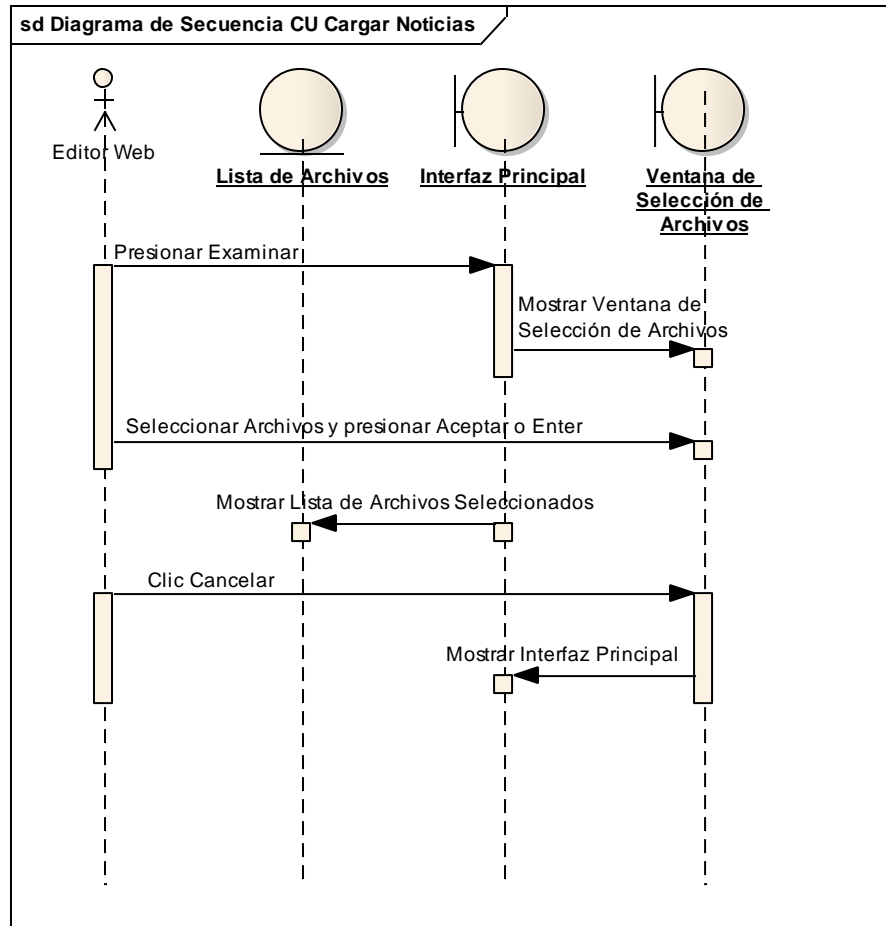 sd Diagrama de Secuencia CU Cargar Noticias
Editor Web
Lista de Archivos
Interfaz Principal
Ventana de
Selección de
Archivos
Presionar Examinar
Mostrar Ventana de
Selección de Archivos
Seleccionar Archivos y presionar Aceptar o Enter
Mostrar Lista de Archivos Seleccionados
Clic Cancelar
Mostrar Interfaz Principal